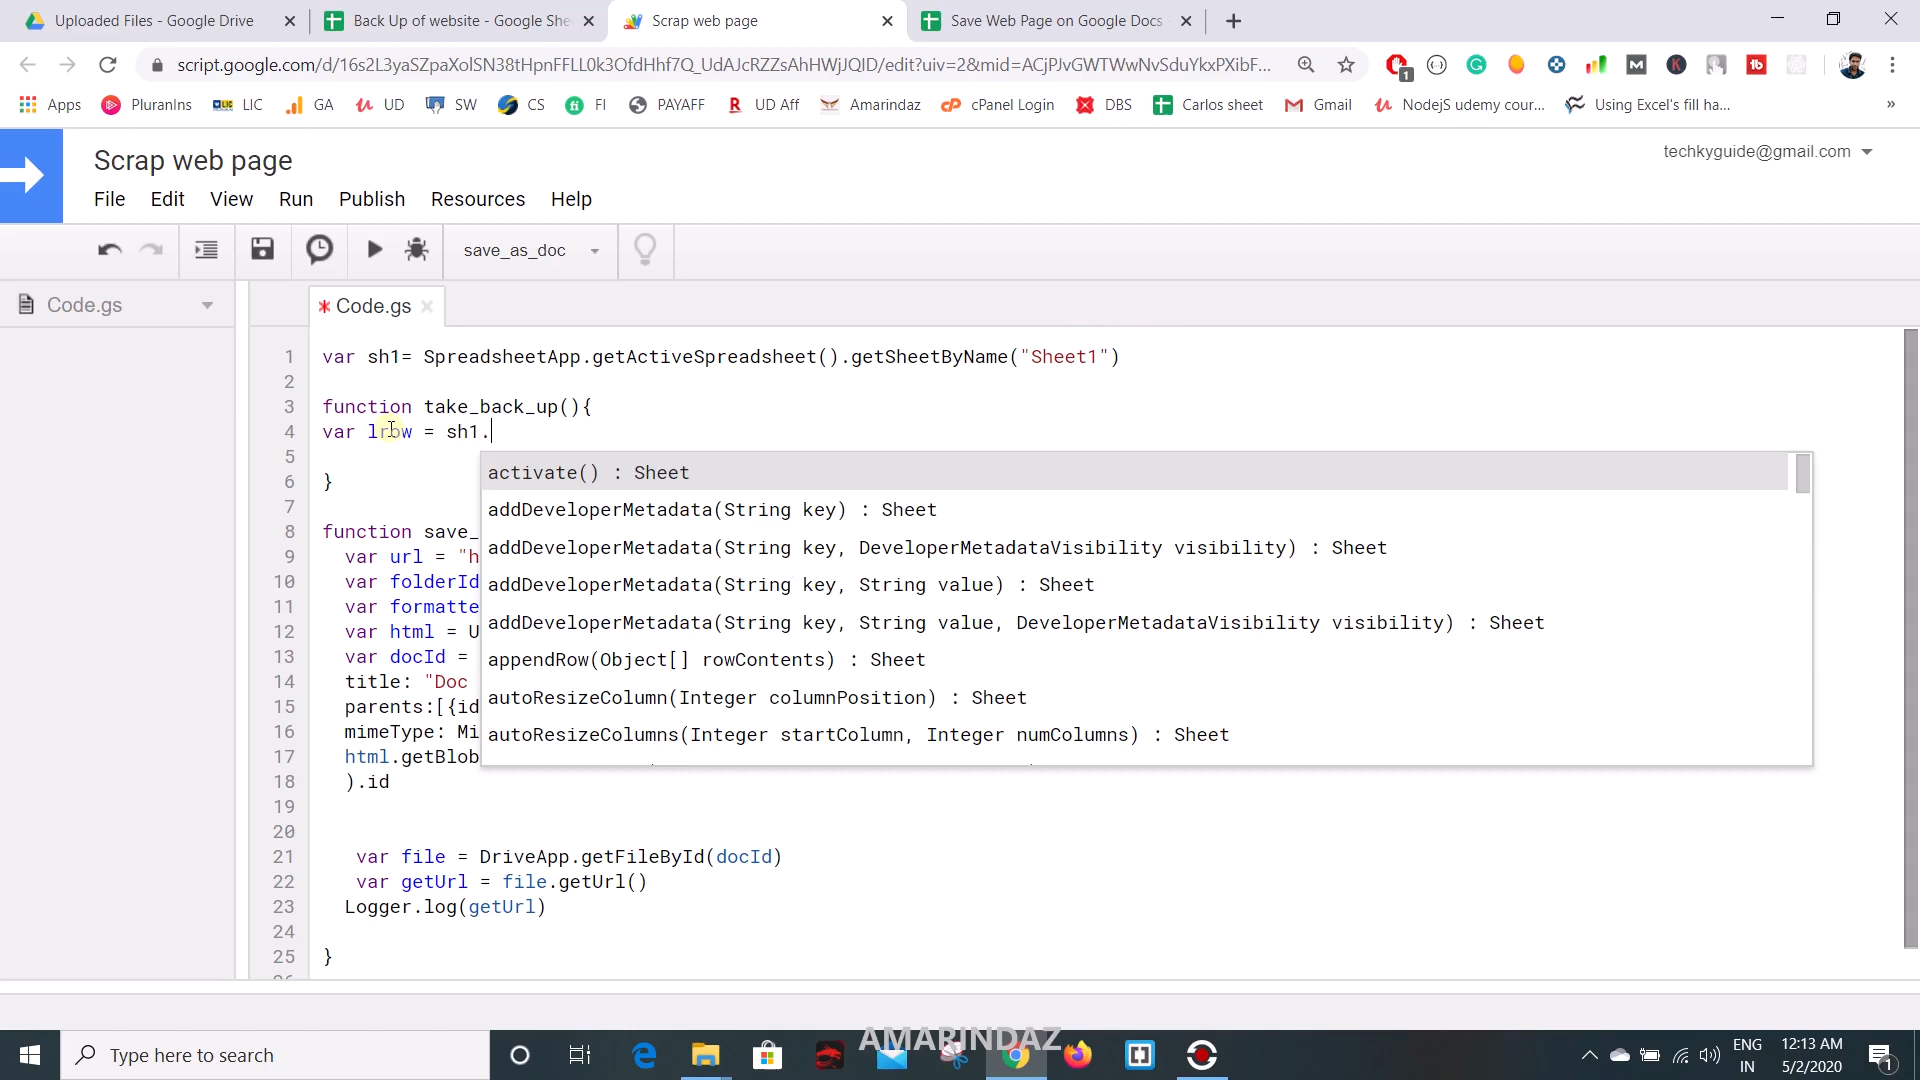 Uploaded Files - Google Drive
Back Up of website - Google She
Scrap web page
Save Web Page on Google Docs
script.google.com/d/16s2L3yaSZpaXolSN38tHpnFFLL0k3OfdHhf7Q_UdAJcRZZsAhHWjJQID/edit?uiv=2&mid=ACjPJvGWTWwNvSduYkxPXibF...
1
Apps
PluranIns
LIC
GA
UD
SW
CS
FI
PAYAFF
UD Aff
Amarindaz
cPanel Login
DBS
Carlos sheet
Gmail
NodejS udemy cour...
Using Excel's fill ha...
»
Scrap web page
techkyguide@gmail.com
File Edit View Run Publish Resources Help
save_as_doc
Code.gs
* Code.gs
1 var sh1= SpreadsheetApp.getActiveSpreadsheet().getSheetByName("Sheet1")
2
3 function take_back_up(){
4 var lrow = sh1.
5
6 }
7
8 function save_
9 var url = "h
10 var folderId
11 var formatte
12 var html = U
13 var docId =
14 title: "Doc
15 parents:[{id
16 mimeType: Mi
17 html.getBlob
18 ).id
19
20
21 var file = DriveApp.getFileById(docId)
22 var getUrl = file.getUrl()
23 Logger.log(getUrl)
24
25 }
activate() : Sheet
addDeveloperMetadata(String key) : Sheet
addDeveloperMetadata(String key, DeveloperMetadataVisibility visibility) : Sheet
addDeveloperMetadata(String key, String value) : Sheet
addDeveloperMetadata(String key, String value, DeveloperMetadataVisibility visibility) : Sheet
appendRow(Object[] rowContents) : Sheet
autoResizeColumn(Integer columnPosition) : Sheet
autoResizeColumns(Integer startColumn, Integer numColumns) : Sheet
AMARINDAZ
Type here to search
ENG
IN
12:13 AM
5/2/2020
1